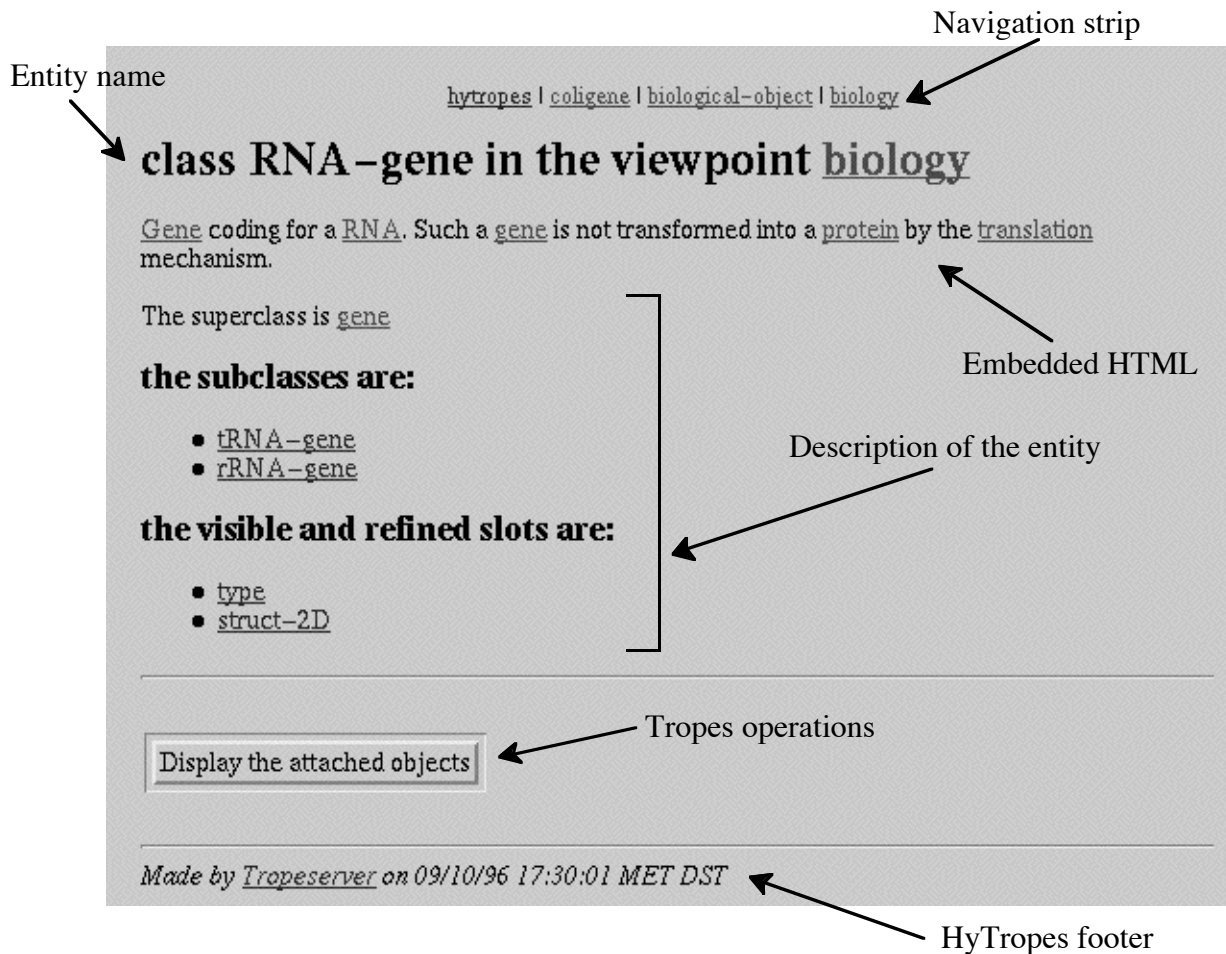 Navigation strip
Entity name
hytropes | coligene | biological-object | biology
class RNA-gene in the viewpoint biology
Gene coding for a RNA. Such a gene is not transformed into a protein by the translation
mechanism.
The superclass is gene
Embedded HTML
the subclasses are:
• tRNA-gene
Description of the entity
• rRNA-gene
the visible and refined slots are:
• type
• struct-2D
Tropes operations
Display the attached objects
Made by Tropeserver on 09/10/96 17:30:01 MET DST
HyTropes footer